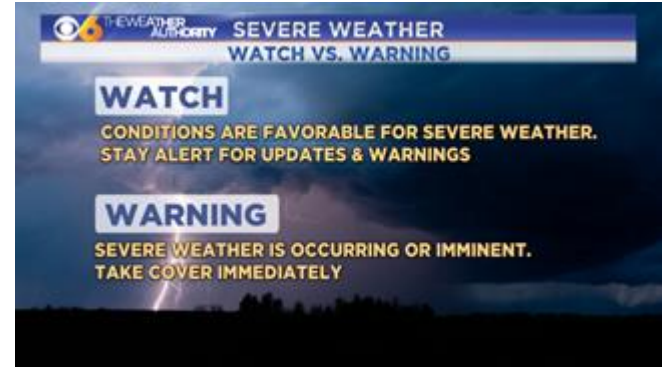 6 THE WEATHER AUTHORITY SEVERE WEATHER
WATCH VS. WARNING
WATCH
CONDITIONS ARE FAVORABLE FOR SEVERE WEATHER.
STAY ALERT FOR UPDATES & WARNINGS
WARNING
SEVERE WEATHER IS OCCURRING OR IMMINENT.
TAKE COVER IMMEDIATELY